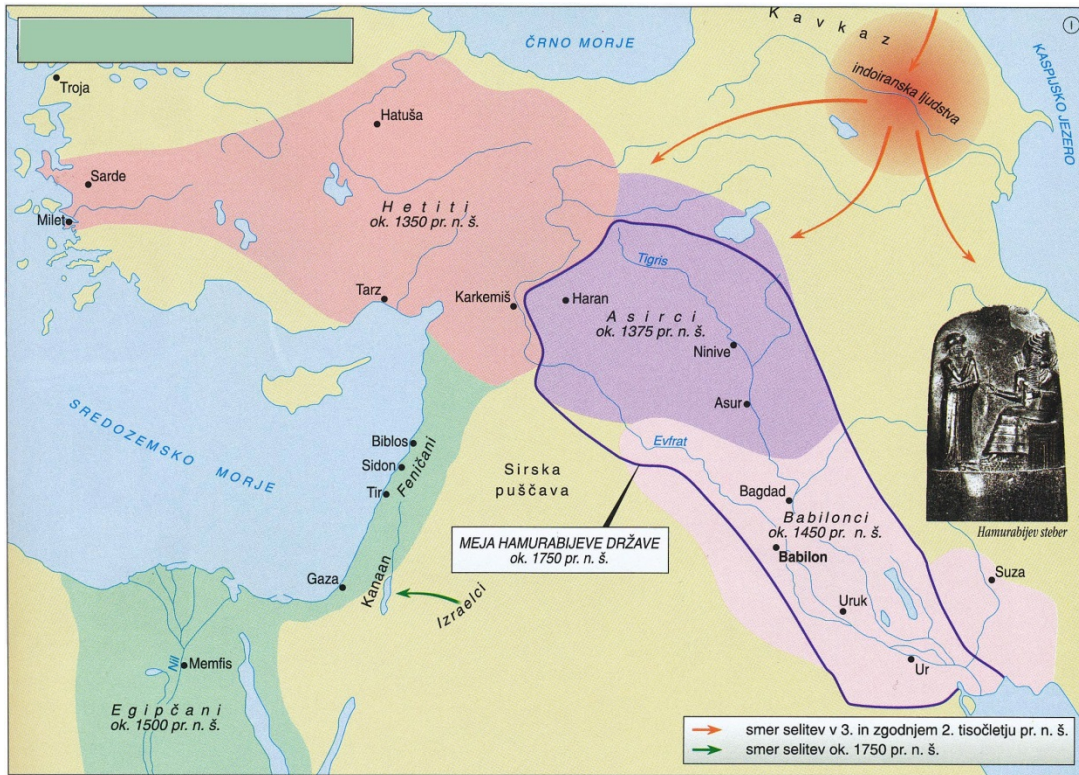 Kavkaz
1
ČRNO MORJE
KASPIJSKO JEZERO
indoiranska ljudstva
Troja
Hatuša
Sarde
Hetiti
ok. 1350 pr. n. š.
Milet
Tigris
Tarz
Karkemiš
Haran
Asirci
ok. 1375 pr. n. š.
Ninive
Asur
SREDOZEMSKO MORJE
Biblos
Evfrat
Sidon
Feničani
Tir
Sirska
puščava
Bagdad
Babilonci
ok. 1450 pr. n. š.
Hamurabijev steber
MEJA HAMURABIJEVE DRŽAVE
ok. 1750 pr. n. š.
Babilon
Suza
Gaza
Kanaan
Izraelci
Uruk
Nil
Memfis
Ur
Egipčani
ok. 1500 pr. n. š.
smer selitev v 3. in zgodnjem 2. tisočletju pr. n. š.
smer selitev ok. 1750 pr. n. š.